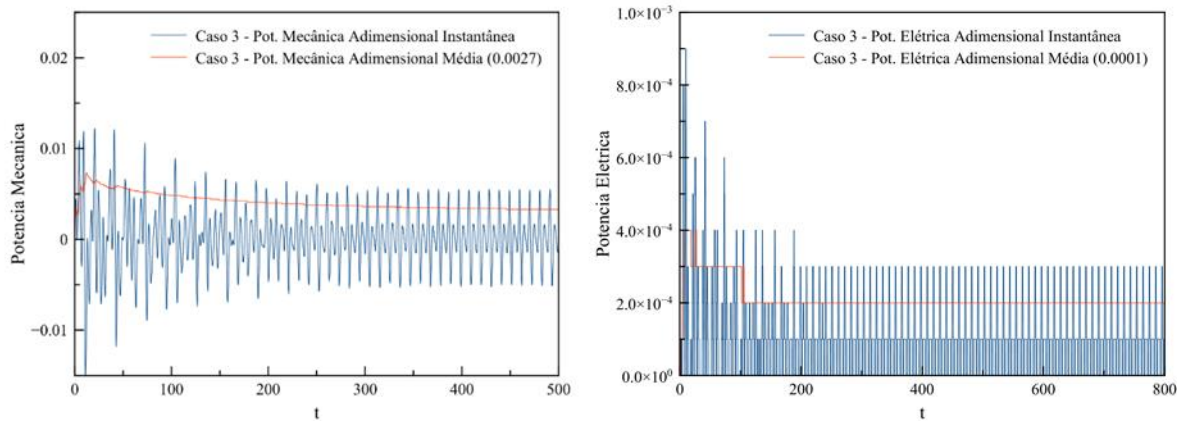 Caso 3 - Pot. Mecânica Adimensional Instantânea
Caso 3 - Pot. Mecânica Adimensional Média (0.0027)
0.02
0.01
0
−0.01
Potencia Mecanica
0
100
200
300
400
500
t
Caso 3 - Pot. Elétrica Adimensional Instantânea
Caso 3 - Pot. Elétrica Adimensional Média (0.0001)
1.0×10⁻³
8.0×10⁻⁴
6.0×10⁻⁴
4.0×10⁻⁴
2.0×10⁻⁴
0.0×10⁰
Potencia Eletrica
0
200
400
600
800
t